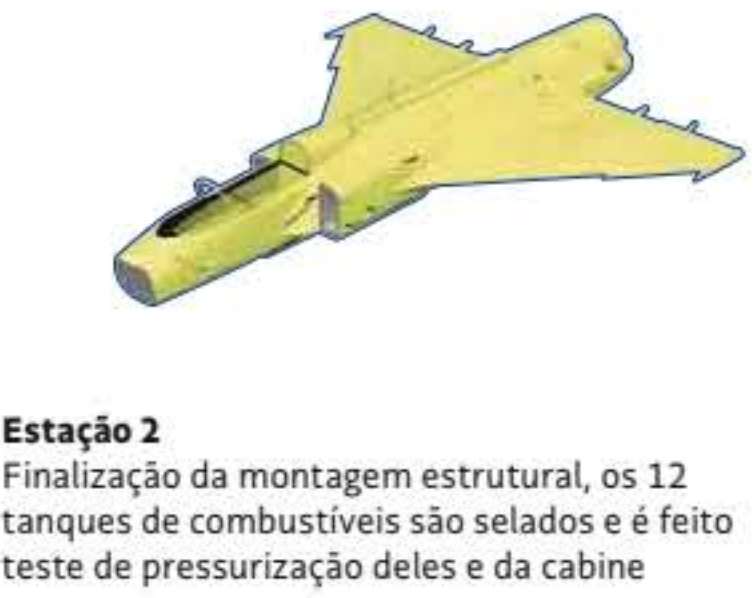 Estação 2
Finalização da montagem estrutural, os 12
tanques de combustíveis são selados e é feito
teste de pressurização deles e da cabine